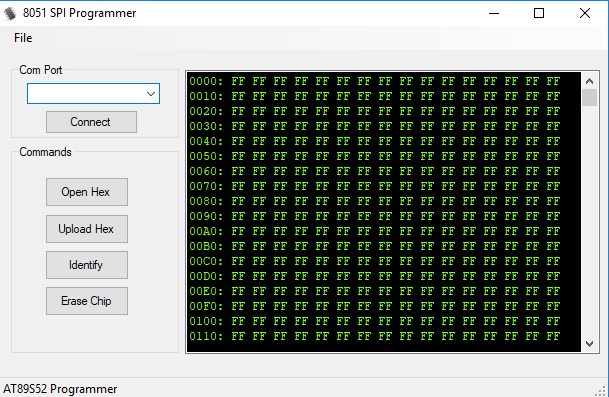 8051 SPI Programmer
File
Com Port
Connect
Commands
Open Hex
Upload Hex
Identify
Erase Chip
0000: FF FF FF FF FF FF FF FF FF FF FF FF FF FF FF FF
0010: FF FF FF FF FF FF FF FF FF FF FF FF FF FF FF FF
0020: FF FF FF FF FF FF FF FF FF FF FF FF FF FF FF FF
0030: FF FF FF FF FF FF FF FF FF FF FF FF FF FF FF FF
0040: FF FF FF FF FF FF FF FF FF FF FF FF FF FF FF FF
0050: FF FF FF FF FF FF FF FF FF FF FF FF FF FF FF FF
0060: FF FF FF FF FF FF FF FF FF FF FF FF FF FF FF FF
0070: FF FF FF FF FF FF FF FF FF FF FF FF FF FF FF FF
0080: FF FF FF FF FF FF FF FF FF FF FF FF FF FF FF FF
0090: FF FF FF FF FF FF FF FF FF FF FF FF FF FF FF FF
00A0: FF FF FF FF FF FF FF FF FF FF FF FF FF FF FF FF
00B0: FF FF FF FF FF FF FF FF FF FF FF FF FF FF FF FF
00C0: FF FF FF FF FF FF FF FF FF FF FF FF FF FF FF FF
00D0: FF FF FF FF FF FF FF FF FF FF FF FF FF FF FF FF
00E0: FF FF FF FF FF FF FF FF FF FF FF FF FF FF FF FF
00F0: FF FF FF FF FF FF FF FF FF FF FF FF FF FF FF FF
0100: FF FF FF FF FF FF FF FF FF FF FF FF FF FF FF FF
0110: FF FF FF FF FF FF FF FF FF FF FF FF FF FF FF FF
AT89S52 Programmer